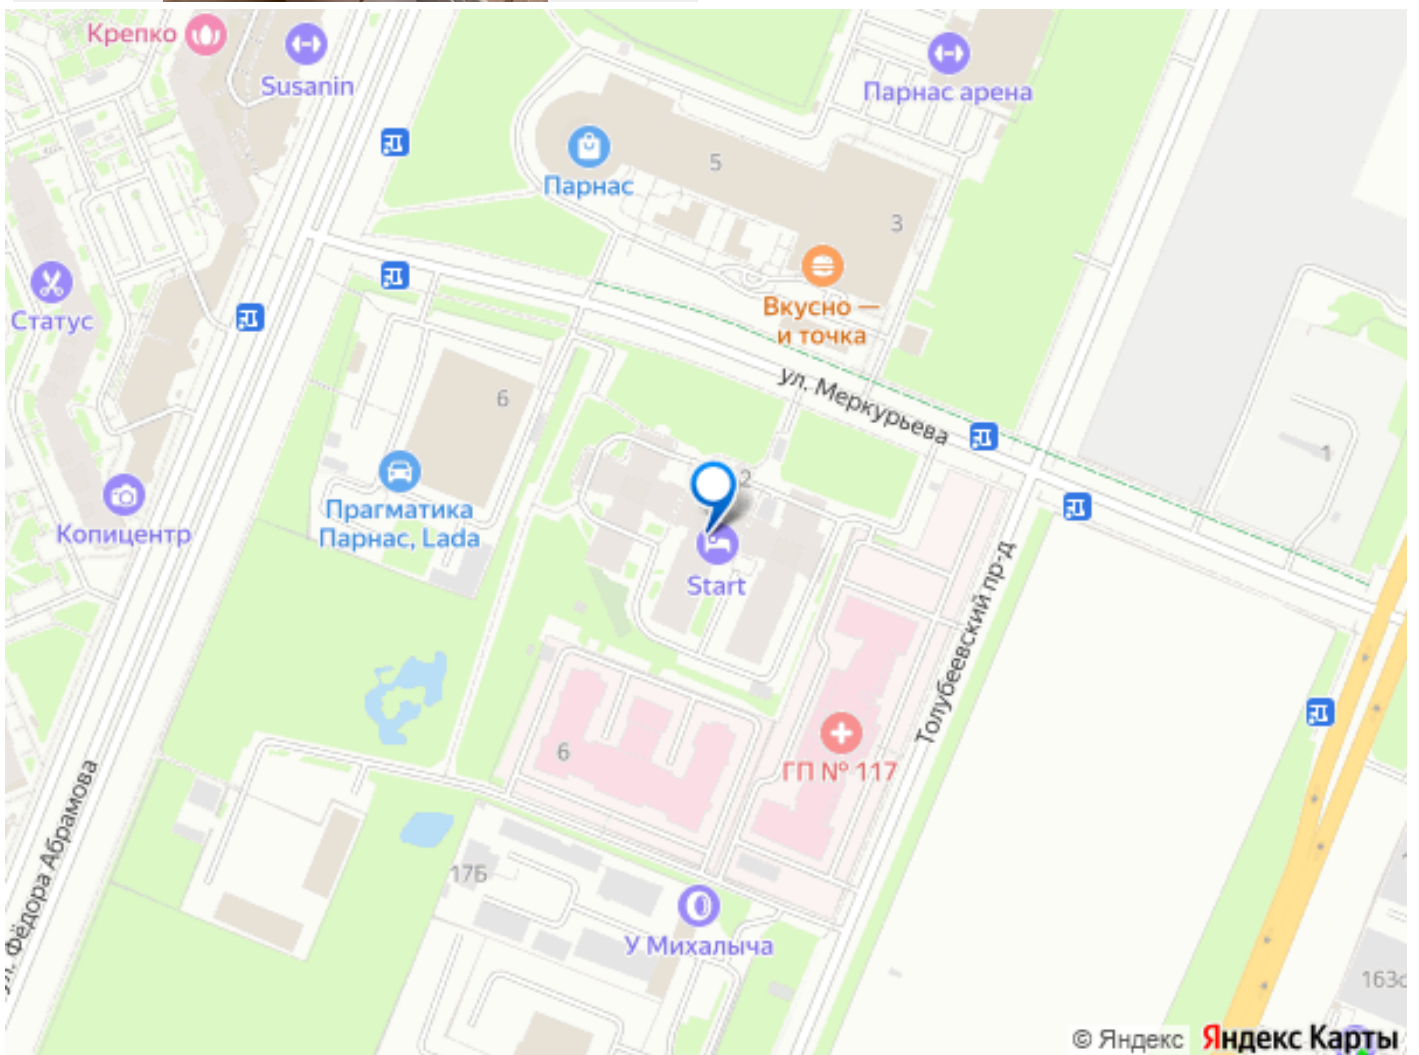 Крепко
Susanin
Парнас арена
5
Парнас
3
Статус
Вкусно —
и точка
ул. Меркурьева
6
2
1
Копицентр
Прагматика
Парнас, Lada
Start
Толубеевский пр-д
6
ГП № 117
ул. Фёдора Абрамова
17Б
У Михалыча
163с
© Яндекс Яндекс Карты